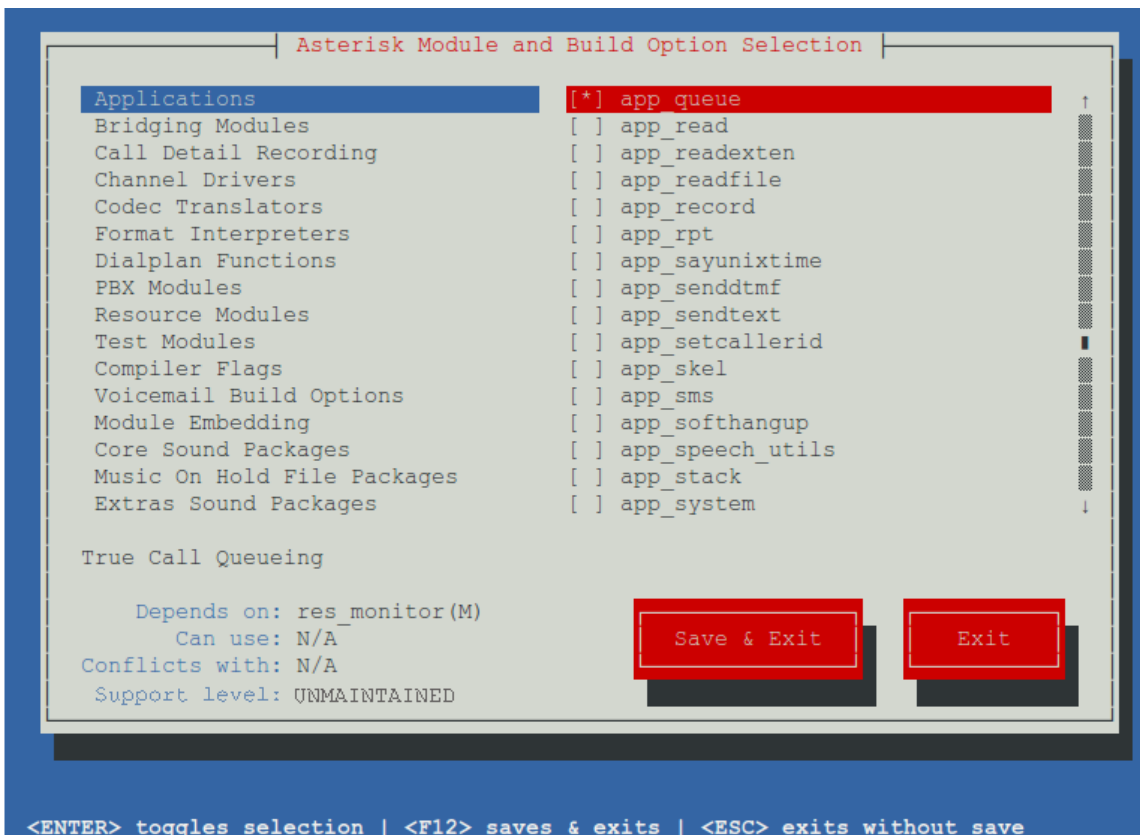 Asterisk Module and Build Option Selection
Applications [*] app_queue ↑
Bridging Modules [ ] app_read
Call Detail Recording [ ] app_readexten
Channel Drivers [ ] app_readfile
Codec Translators [ ] app_record
Format Interpreters [ ] app_rpt
Dialplan Functions [ ] app_sayunixtime
PBX Modules [ ] app_senddtmf
Resource Modules [ ] app_sendtext
Test Modules [ ] app_setcallerid
Compiler Flags [ ] app_skel
Voicemail Build Options [ ] app_sms
Module Embedding [ ] app_softhangup
Core Sound Packages [ ] app_speech_utils
Music On Hold File Packages [ ] app_stack
Extras Sound Packages [ ] app_system ↓
True Call Queueing
Depends on: res_monitor(M)
Can use: N/A
Conflicts with: N/A
Support level: UNMAINTAINED
Save & Exit Exit
<ENTER> toggles selection | <F12> saves & exits | <ESC> exits without save